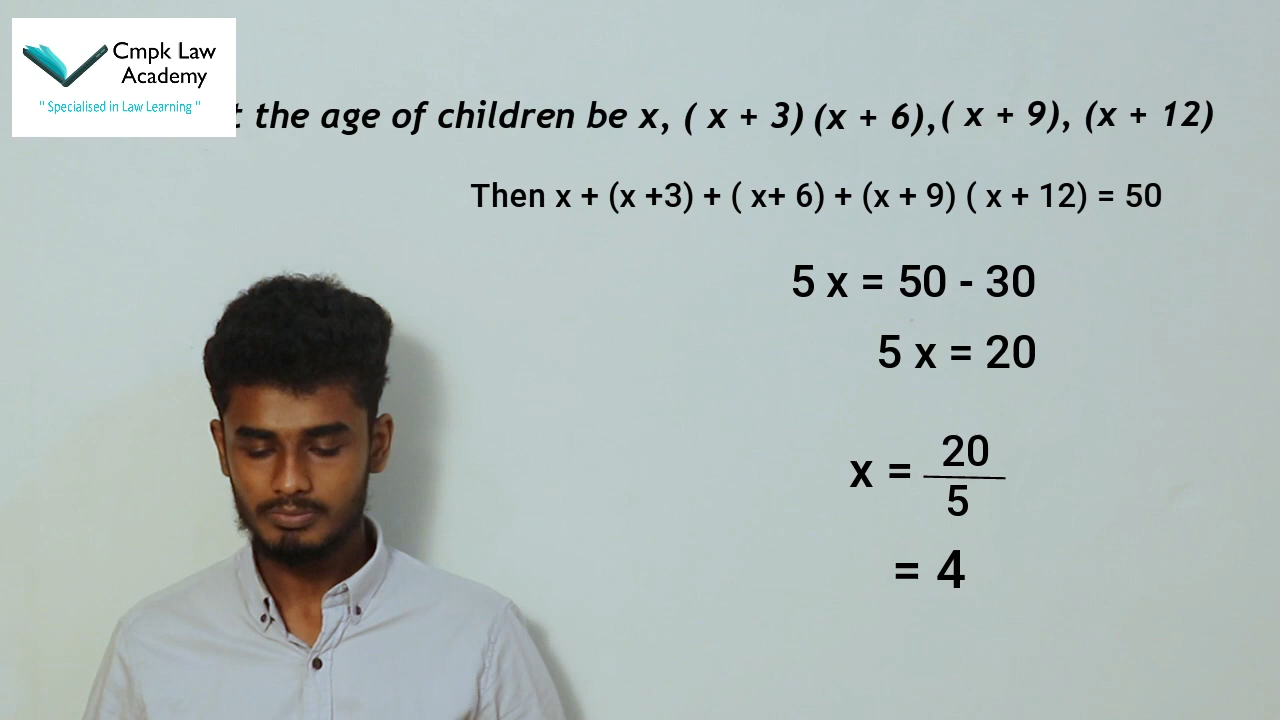 Cmpk Law
Academy
" Specialised in Law Learning "
the age of children be x, ( x + 3) (x + 6),( x + 9), (x + 12)
Then x + (x +3) + ( x+ 6) + (x + 9) ( x + 12) = 50
5 x = 50 - 30
5 x = 20
x = 20
5
= 4